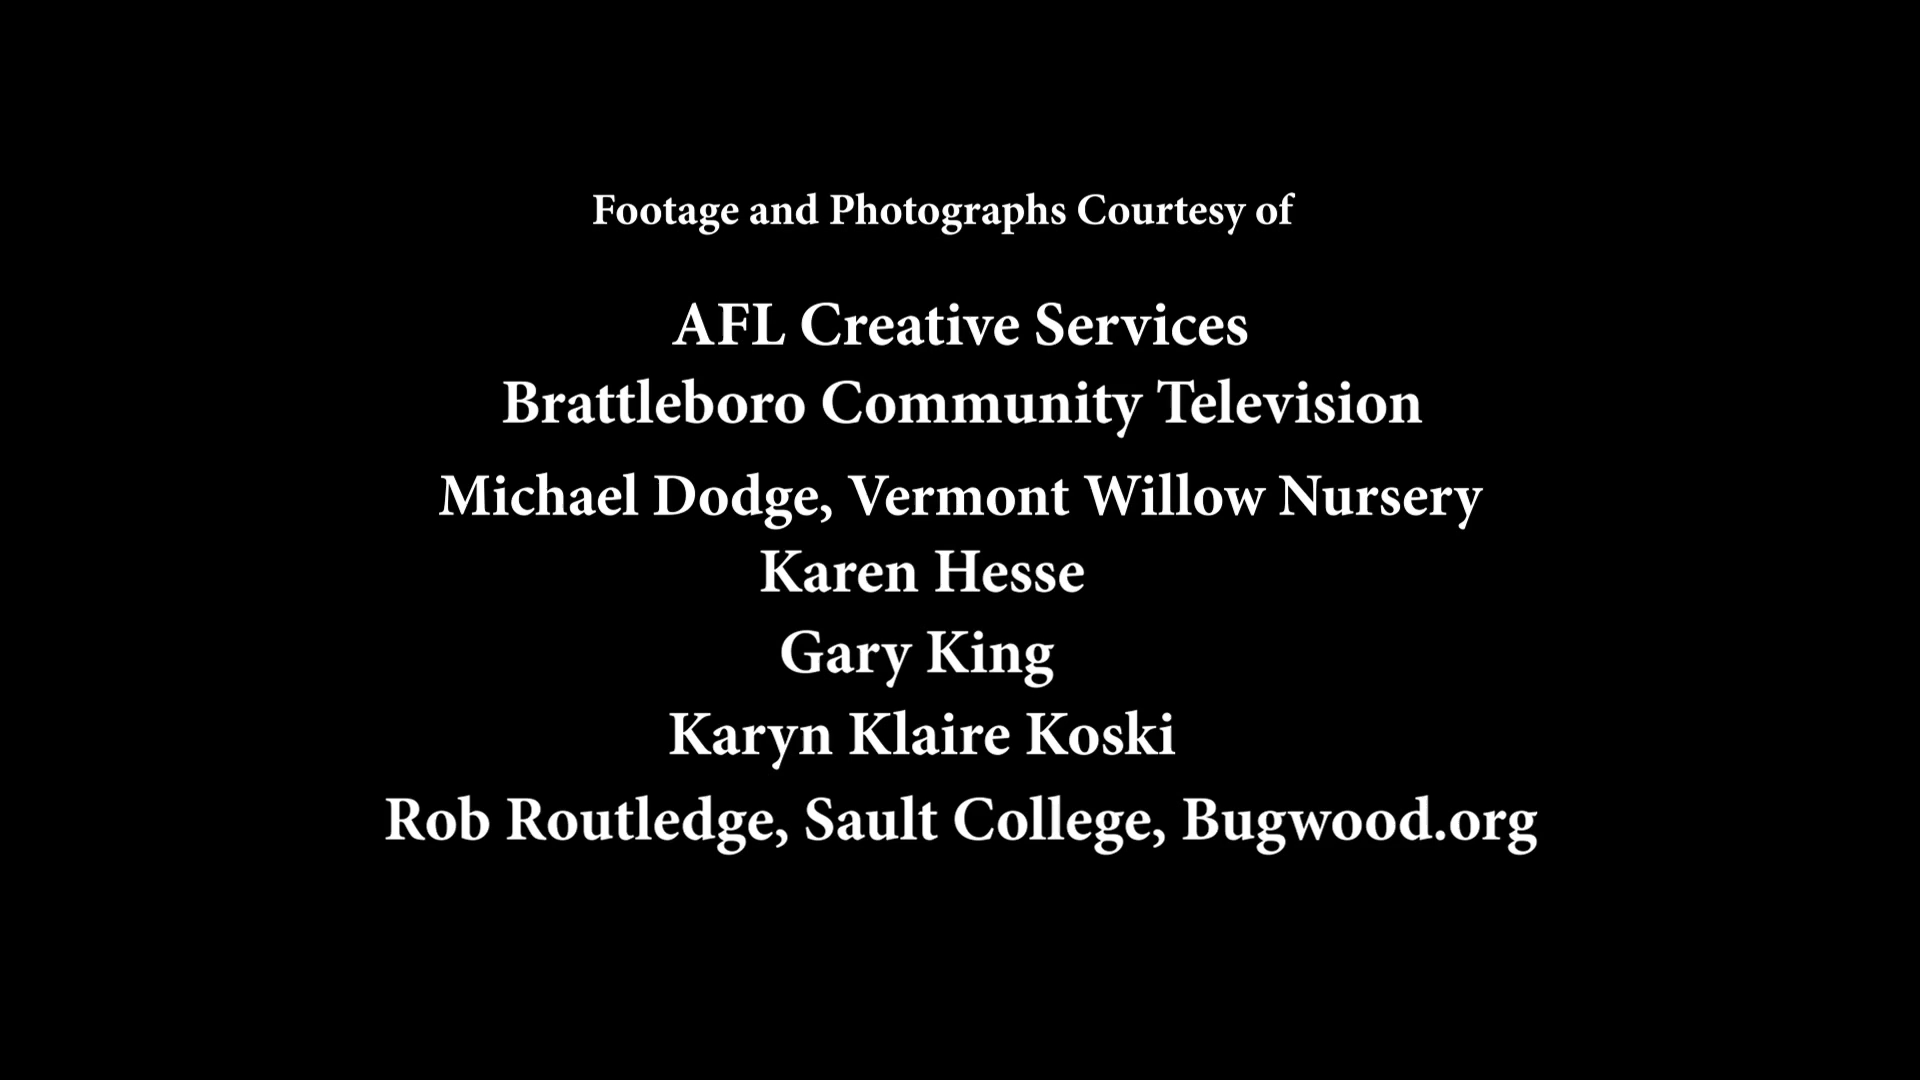 Footage and Photographs Courtesy of
AFL Creative Services
Brattleboro Community Television
Michael Dodge, Vermont Willow Nursery
Karen Hesse
Gary King
Karyn Klaire Koski
Rob Routledge, Sault College, Bugwood.org